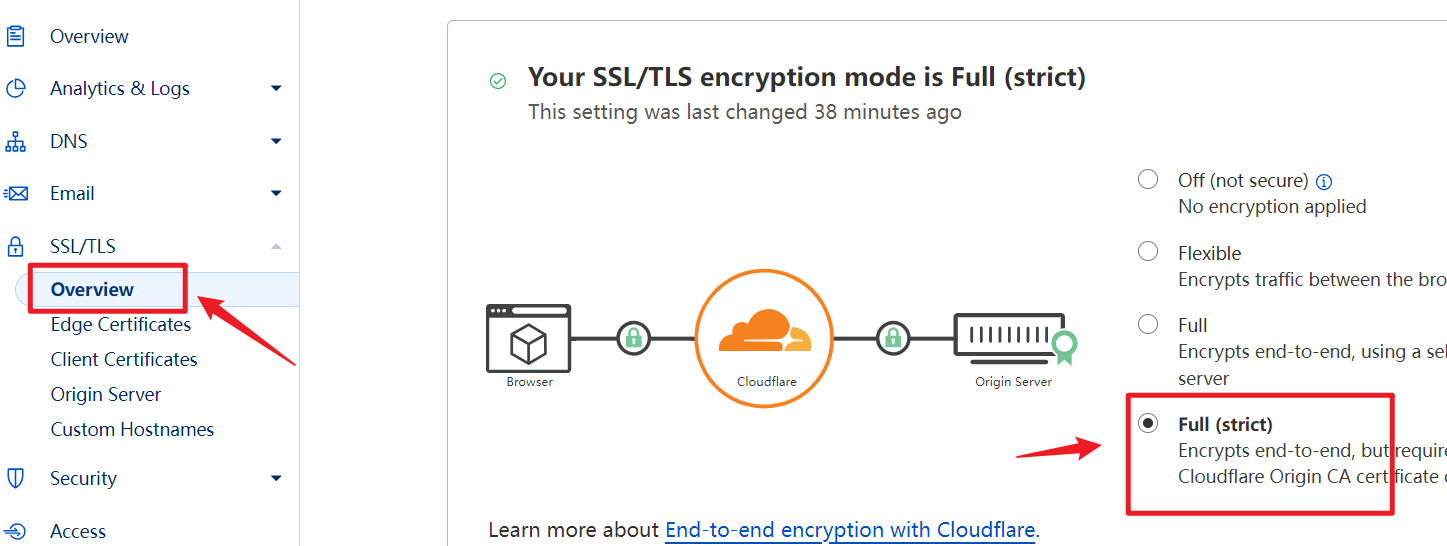 Overview
Analytics & Logs
DNS
Email
SSL/TLS
Overview
Edge Certificates
Client Certificates
Origin Server
Custom Hostnames
Security
Access
Your SSL/TLS encryption mode is Full (strict)
This setting was last changed 38 minutes ago
Browser
Cloudflare
Origin Server
Off (not secure)
No encryption applied
Flexible
Encrypts traffic between the bro
Full
Encrypts end-to-end, using a sel
server
Full (strict)
Encrypts end-to-end, but require
Cloudflare Origin CA certificate o
Learn more about End-to-end encryption with Cloudflare.